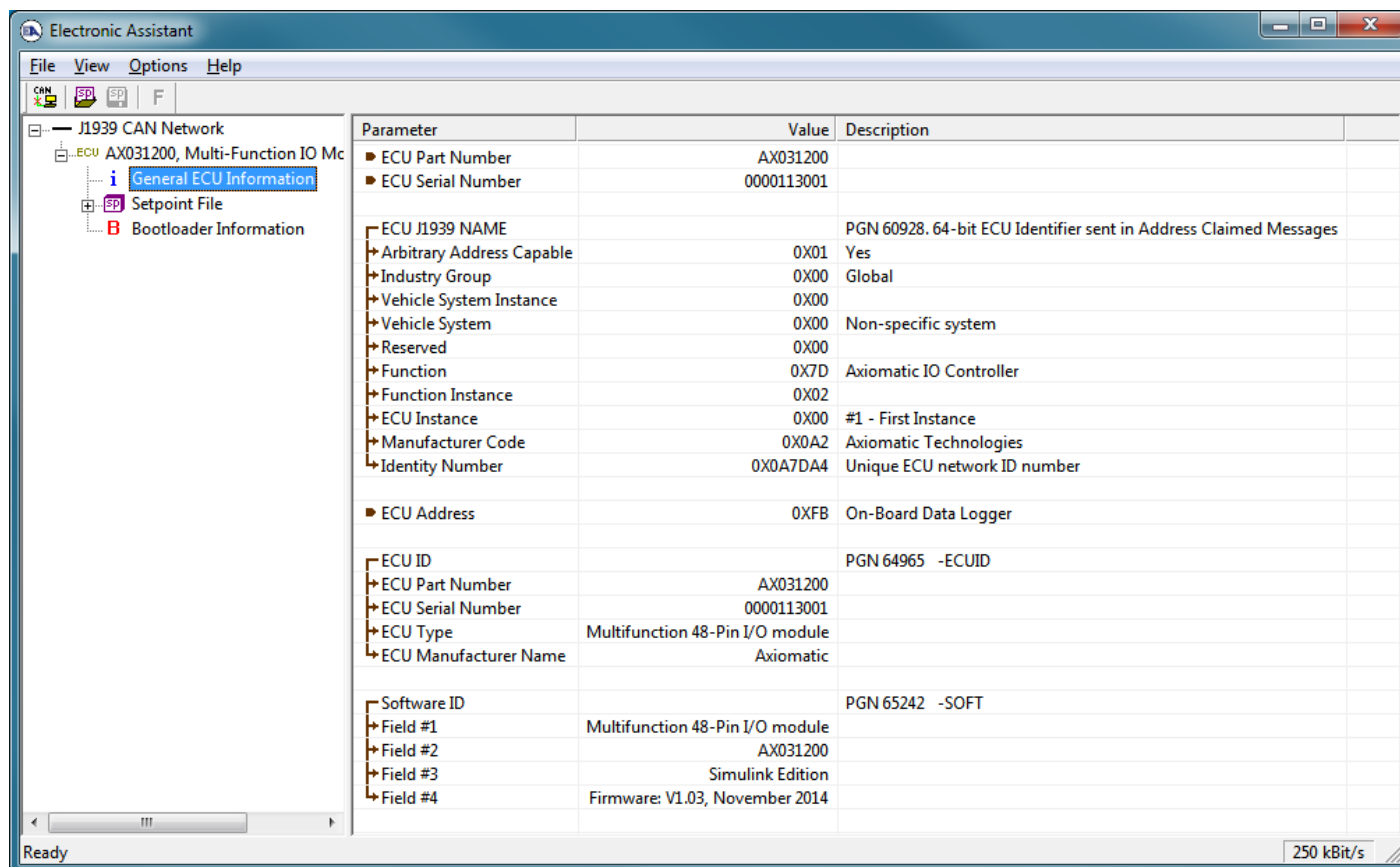 Electronic Assistant
File View Options Help
CAN SP SP F
J1939 CAN Network
ECU AX031200, Multi-Function IO Mc
i General ECU Information
SP Setpoint File
B Bootloader Information
Parameter Value Description
ECU Part Number AX031200
ECU Serial Number 0000113001
ECU J1939 NAME PGN 60928. 64-bit ECU Identifier sent in Address Claimed Messages
Arbitrary Address Capable 0X01 Yes
Industry Group 0X00 Global
Vehicle System Instance 0X00
Vehicle System 0X00 Non-specific system
Reserved 0X00
Function 0X7D Axiomatic IO Controller
Function Instance 0X02
ECU Instance 0X00 #1 - First Instance
Manufacturer Code 0X0A2 Axiomatic Technologies
Identity Number 0X0A7DA4 Unique ECU network ID number
ECU Address 0XFB On-Board Data Logger
ECU ID PGN 64965 -ECUID
ECU Part Number AX031200
ECU Serial Number 0000113001
ECU Type Multifunction 48-Pin I/O module
ECU Manufacturer Name Axiomatic
Software ID PGN 65242 -SOFT
Field #1 Multifunction 48-Pin I/O module
Field #2 AX031200
Field #3 Simulink Edition
Field #4 Firmware: V1.03, November 2014
Ready 250 kBit/s